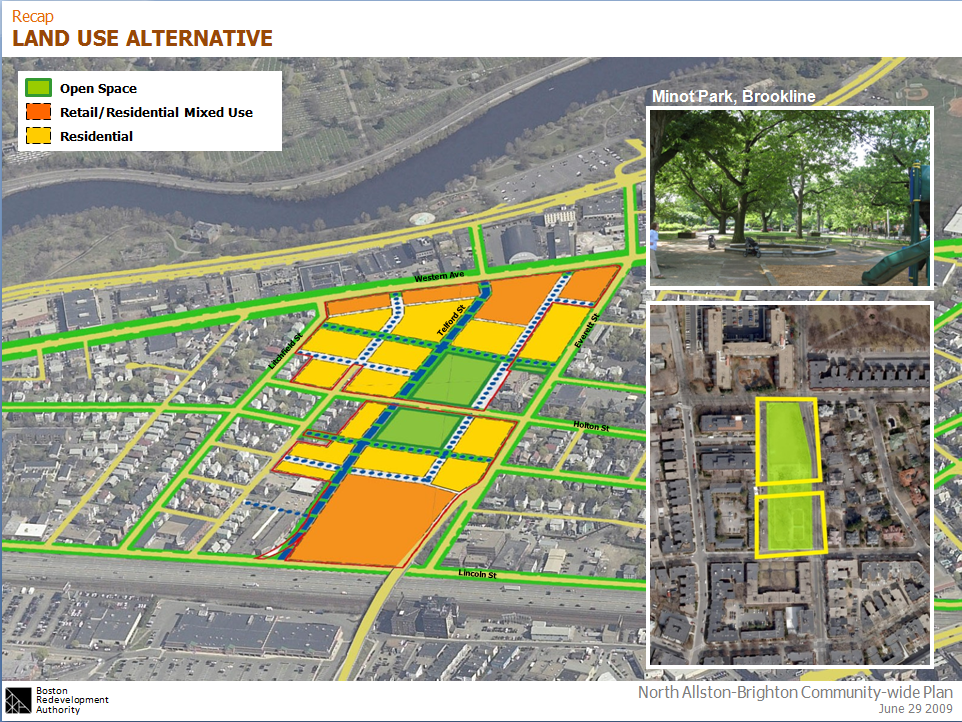 Recap
LAND USE ALTERNATIVE
Open Space
Retail/Residential Mixed Use
Residential
Minot Park, Brookline
Western Ave
Telford St
Litchfield St
Everett St
Holton St
Lincoln St
Boston
Redevelopment
Authority
North Allston-Brighton Community-wide Plan
June 29 2009